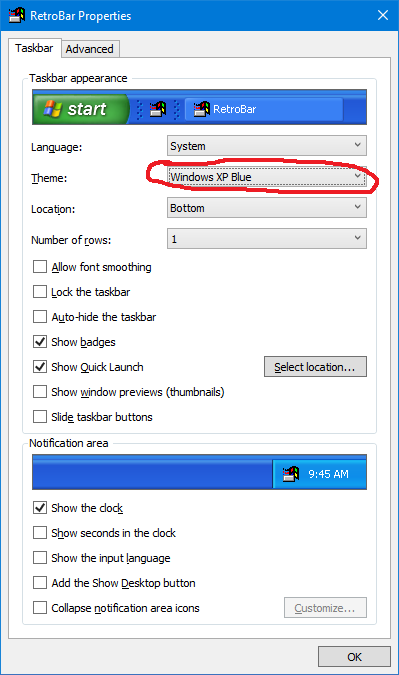 RetroBar Properties
Taskbar Advanced
Taskbar appearance
start RetroBar
Language: System
Theme: Windows XP Blue
Location: Bottom
Number of rows: 1
Allow font smoothing
Lock the taskbar
Auto-hide the taskbar
Show badges
Show Quick Launch Select location...
Show window previews (thumbnails)
Slide taskbar buttons
Notification area
9:45 AM
Show the clock
Show seconds in the clock
Show the input language
Add the Show Desktop button
Collapse notification area icons Customize...
OK